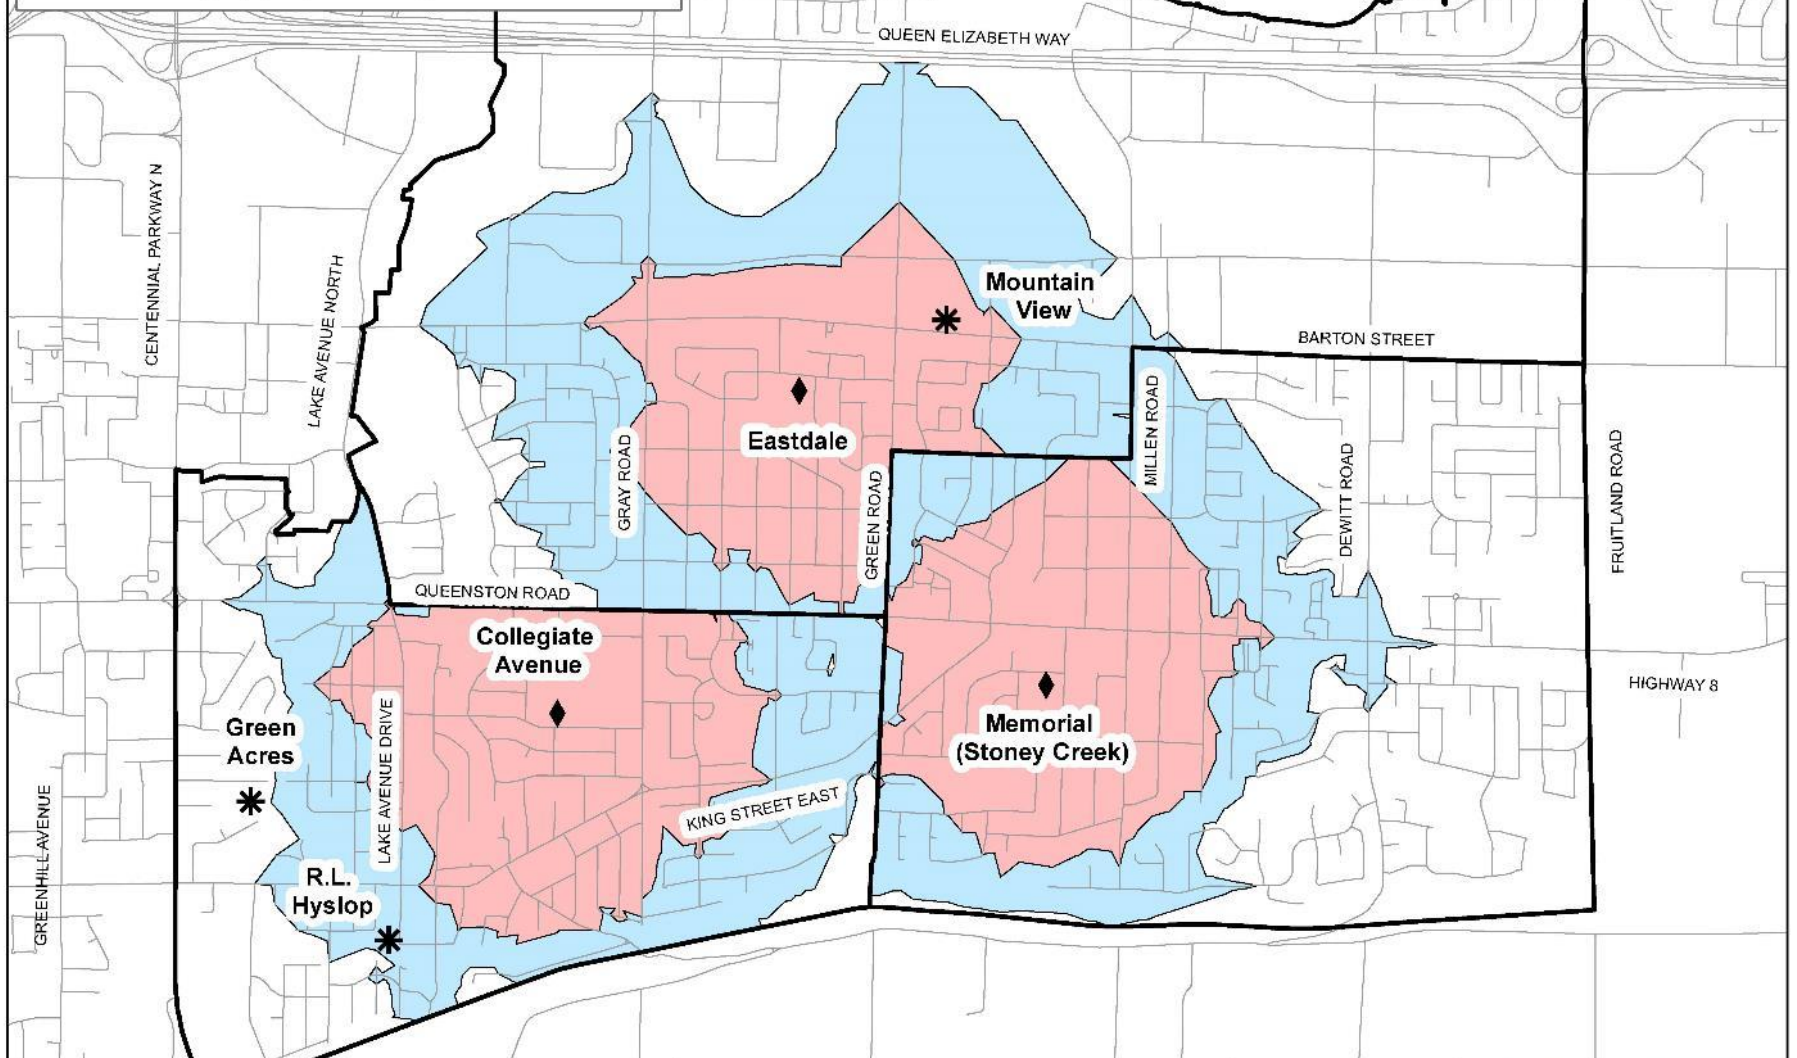 QUEEN ELIZABETH WAY
CENTENNIAL PARKWAY N
LAKE AVENUE NORTH
Mountain
View
BARTON STREET
MILLEN ROAD
Eastdale
GRAY ROAD
GREEN ROAD
DEWITT ROAD
FRUITLAND ROAD
QUEENSTON ROAD
Collegiate
Avenue
HIGHWAY 8
Green
Acres
LAKE AVENUE DRIVE
Memorial
(Stoney Creek)
KING STREET EAST
GREENHILL AVENUE
R.L.
Hyslop